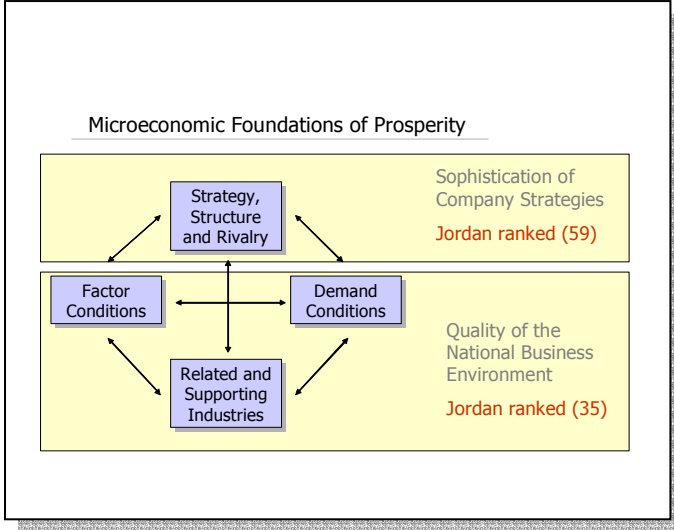 Microeconomic Foundations of Prosperity
Strategy,
Structure
and Rivalry
Sophistication of
Company Strategies
Jordan ranked (59)
Factor
Conditions
Demand
Conditions
Related and
Supporting
Industries
Quality of the
National Business
Environment
Jordan ranked (35)